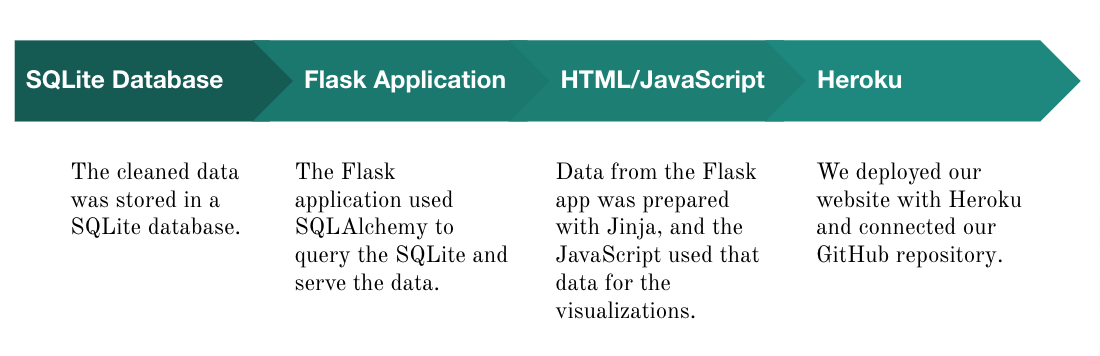 SQLite Database
Flask Application
HTML/JavaScript
Heroku
The cleaned data
was stored in a
SQLite database.
The Flask
application used
SQLAlchemy to
query the SQLite and
serve the data.
Data from the Flask
app was prepared
with Jinja, and the
JavaScript used that
data for the
visualizations.
We deployed our
website with Heroku
and connected our
GitHub repository.